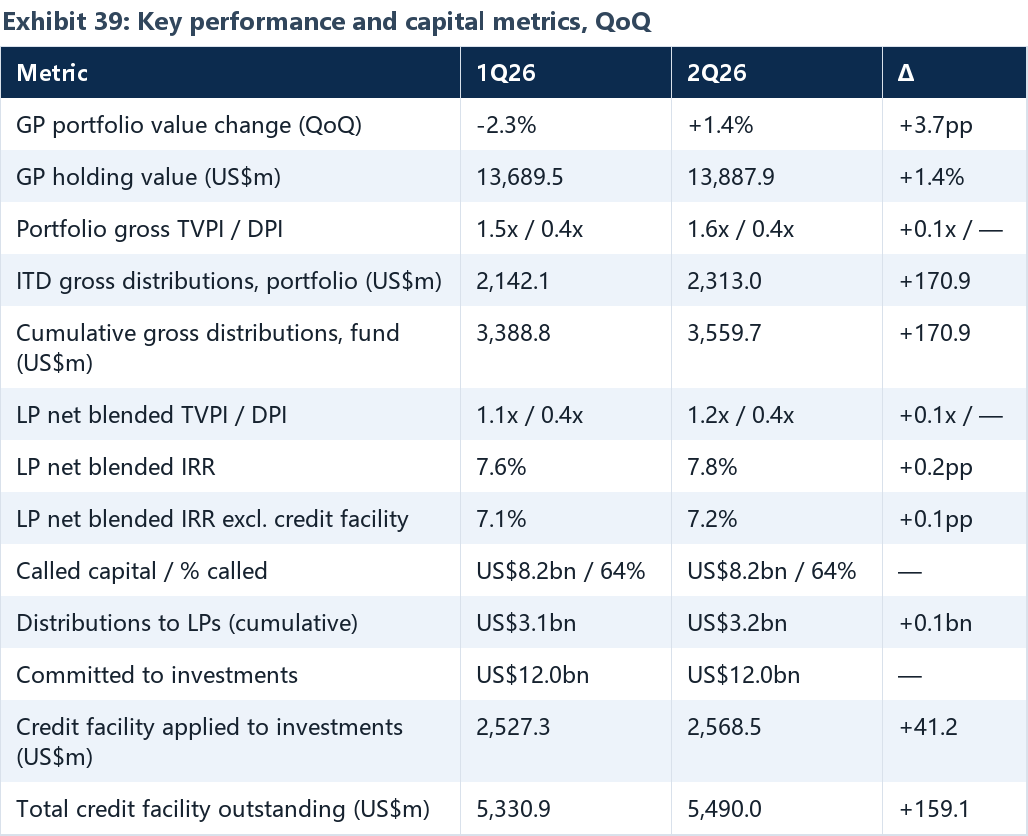 Exhibit 39: Key performance and capital metrics, QoQ
Metric 1Q26 2Q26 Δ
GP portfolio value change (QoQ) -2.3% +1.4% +3.7pp
GP holding value (US$m) 13,689.5 13,887.9 +1.4%
Portfolio gross TVPI / DPI 1.5x / 0.4x 1.6x / 0.4x +0.1x / —
ITD gross distributions, portfolio (US$m) 2,142.1 2,313.0 +170.9
Cumulative gross distributions, fund 3,388.8 3,559.7 +170.9
(US$m)
LP net blended TVPI / DPI 1.1x / 0.4x 1.2x / 0.4x +0.1x / —
LP net blended IRR 7.6% 7.8% +0.2pp
LP net blended IRR excl. credit facility 7.1% 7.2% +0.1pp
Called capital / % called US$8.2bn / 64% US$8.2bn / 64% —
Distributions to LPs (cumulative) US$3.1bn US$3.2bn +0.1bn
Committed to investments US$12.0bn US$12.0bn —
Credit facility applied to investments 2,527.3 2,568.5 +41.2
(US$m)
Total credit facility outstanding (US$m) 5,330.9 5,490.0 +159.1